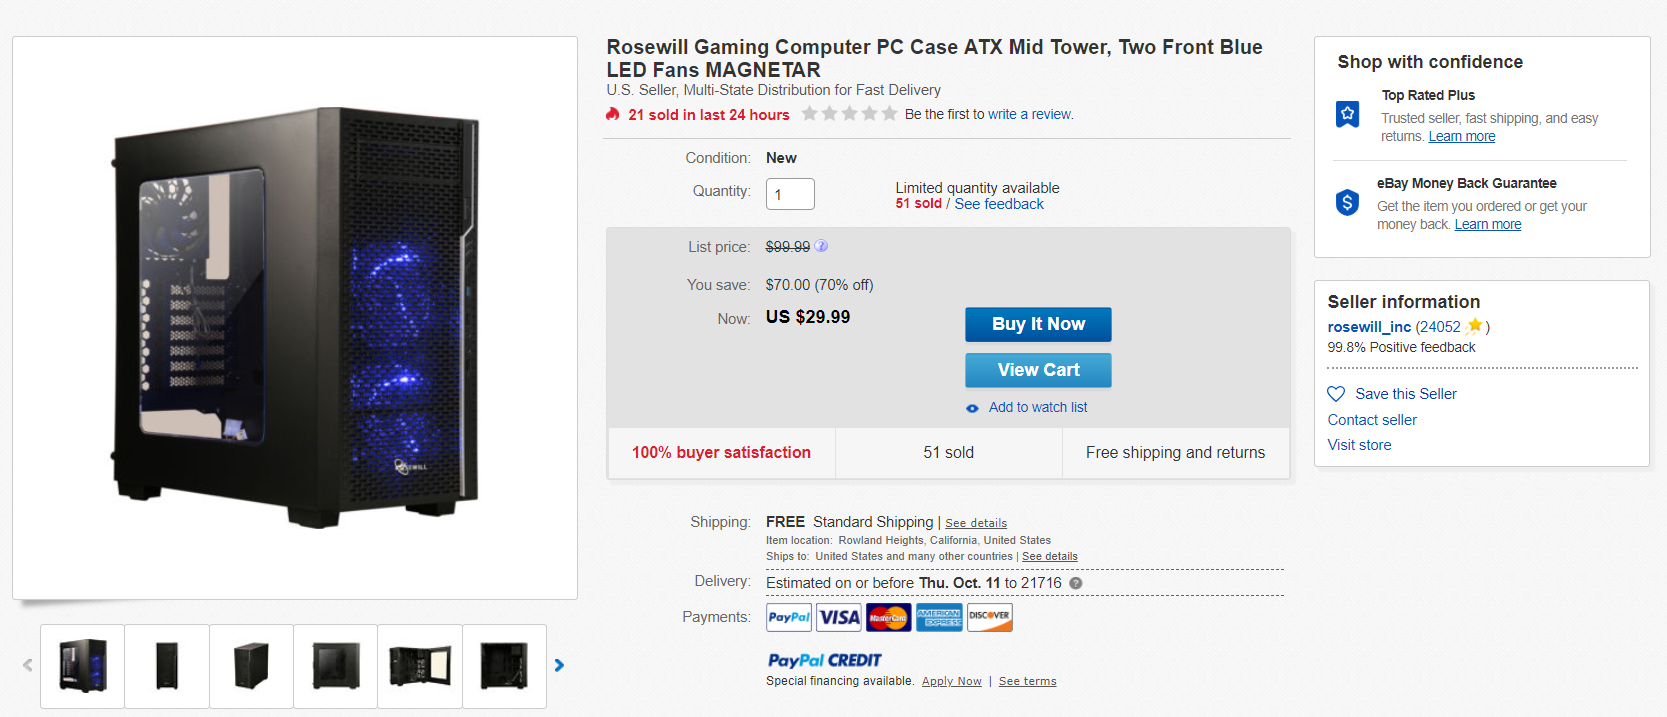 Rosewill Gaming Computer PC Case ATX Mid Tower, Two Front Blue
LED Fans MAGNETAR
U.S. Seller, Multi-State Distribution for Fast Delivery
21 sold in last 24 hours Be the first to write a review.
Condition: New
Quantity: 1
Limited quantity available
51 sold / See feedback
List price: $99.99 ?
You save: $70.00 (70% off)
Now: US $29.99
Buy It Now
View Cart
Add to watch list
100% buyer satisfaction
51 sold
Free shipping and returns
Shipping: FREE Standard Shipping | See details
Item location: Rowland Heights, California, United States
Ships to: United States and many other countries | See details
Delivery: Estimated on or before Thu. Oct. 11 to 21716 ?
Payments: PayPal VISA MasterCard AMERICAN EXPRESS DISCOVER
PayPal CREDIT
Special financing available. Apply Now | See terms
Shop with confidence
Top Rated Plus
Trusted seller, fast shipping, and easy
returns. Learn more
$
eBay Money Back Guarantee
Get the item you ordered or get your
money back. Learn more
Seller information
rosewill_inc (24052 )
99.8% Positive feedback
Save this Seller
Contact seller
Visit store
ROSEWILL